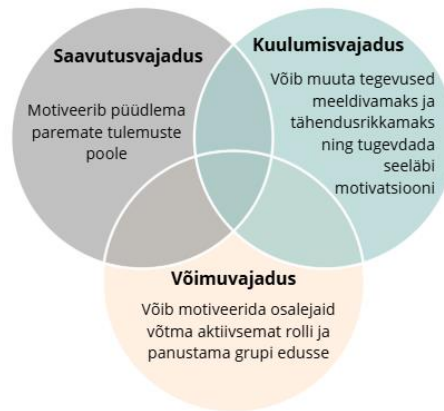 Saavutusvajadus
Motiveerib püüdlema
paremate tulemuste
poole
Kuulumisvajadus
Võib muuta tegevused
meeldivamaks ja
tähendusrikkamaks
ning tugevdada
seeläbi
motivatsiooni
Võimuvajadus
Võib motiveerida osalejaid
võtma aktiivsemat rolli ja
panustama grupi edusse